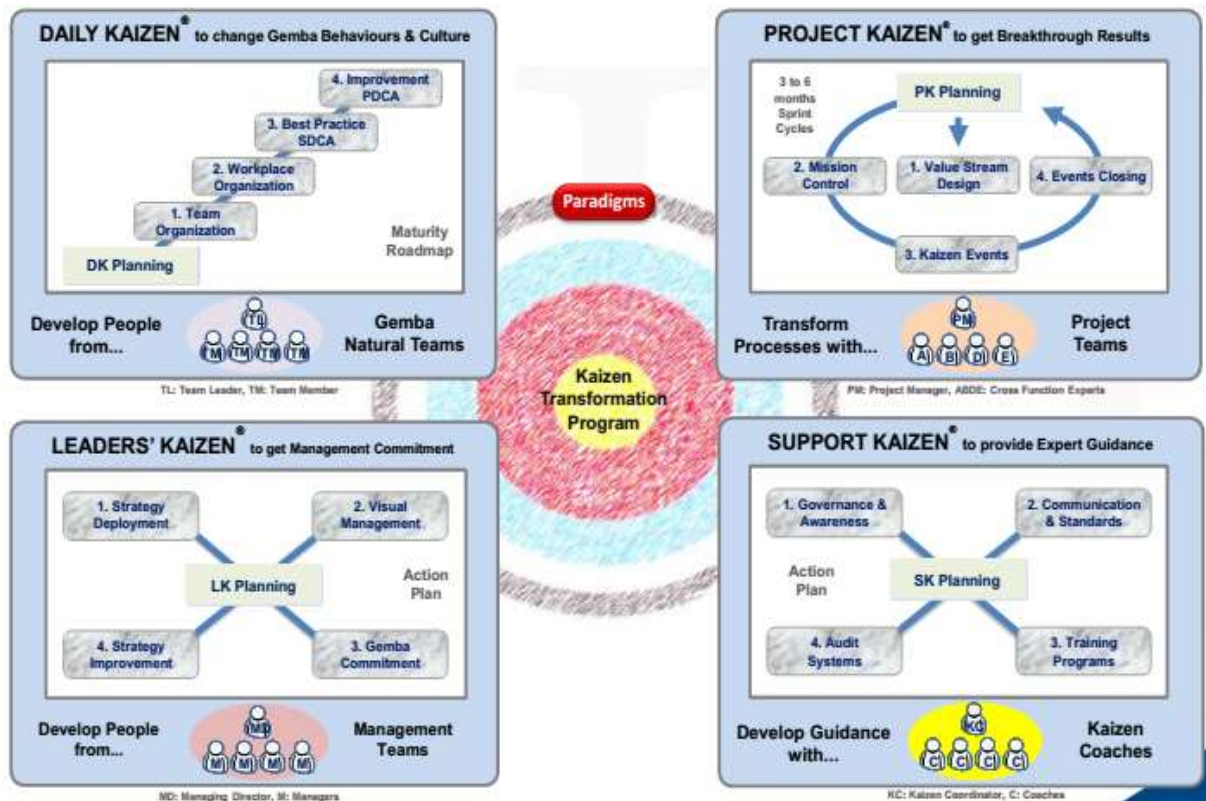 DAILY KAIZEN® to change Gemba Behaviours & Culture
4. Improvement
PDCA
3. Best Practice
SDCA
2. Workplace
Organization
1. Team
Organization
DK Planning
Maturity
Roadmap
Develop People
from...
TL
TM TM TM TM
Gemba
Natural Teams
TL: Team Leader, TM: Team Member
PROJECT KAIZEN® to get Breakthrough Results
3 to 6
months
Sprint
Cycles
PK Planning
2. Mission
Control
1. Value Stream
Design
4. Events Closing
3. Kaizen Events
Transform
Processes with...
PM
A B D E
Project
Teams
PM: Project Manager, ABDE: Cross Function Experts
Paradigms
Kaizen
Transformation
Program
LEADERS' KAIZEN® to get Management Commitment
1. Strategy
Deployment
2. Visual
Management
LK Planning
Action
Plan
4. Strategy
Improvement
3. Gemba
Commitment
Develop People
from...
MD
M M M M
Management
Teams
MD: Managing Director, M: Managers
SUPPORT KAIZEN® to provide Expert Guidance
1. Governance &
Awareness
2. Communication
& Standards
Action
Plan
SK Planning
4. Audit
Systems
3. Training
Programs
Develop Guidance
with...
KC
C C C C
Kaizen
Coaches
KC: Kaizen Coordinator, C: Coaches